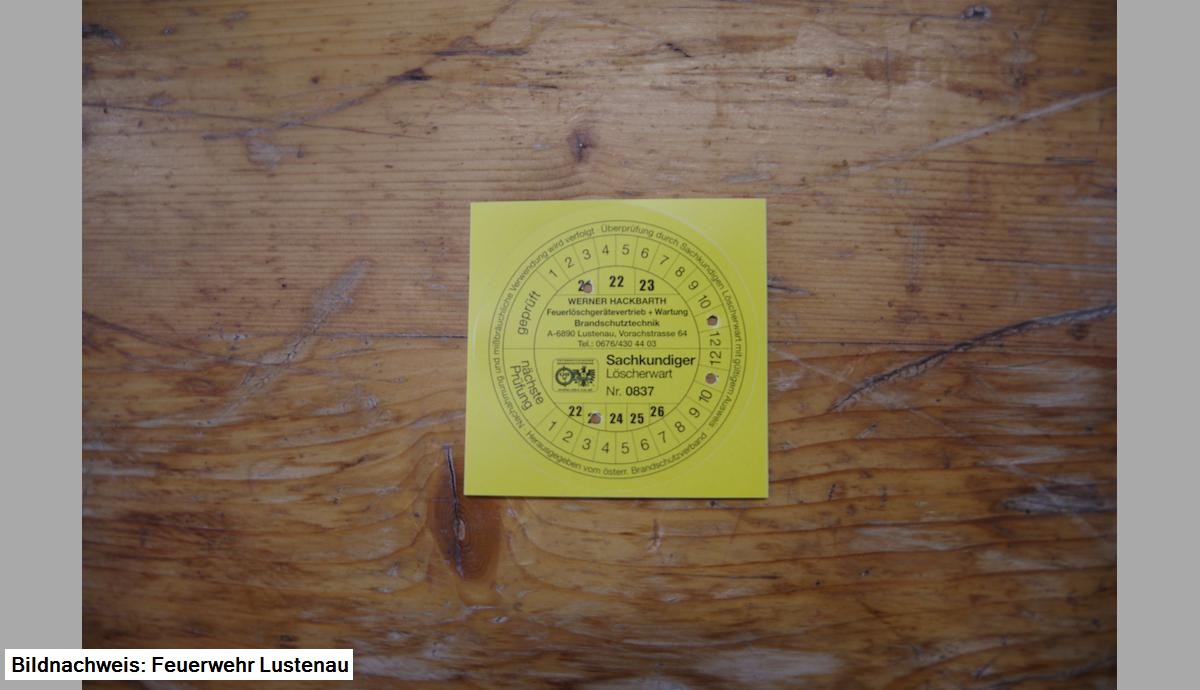 Nachahmung und mißbräuchliche Verwendung wird verfolgt · Überprüfung durch Sachkundigen Löscherwart mit gültigem Ausweis ·
geprüft
1 2 3 4 5 6 7 8 9 10 12
22 23
WERNER HACKBARTH
Feuerlöschgerätevertrieb + Wartung
Brandschutztechnik
A-6890 Lustenau, Vorachstrasse 64
Tel.: 0676/430 44 03
Sachkundiger
Löscherwart
Nr. 0837
nächste
Prüfung
22 24 25 26
1 2 3 4 5 6 7 8 9 10 12
Herausgegeben vom österr. Brandschutzverband
Bildnachweis: Feuerwehr Lustenau